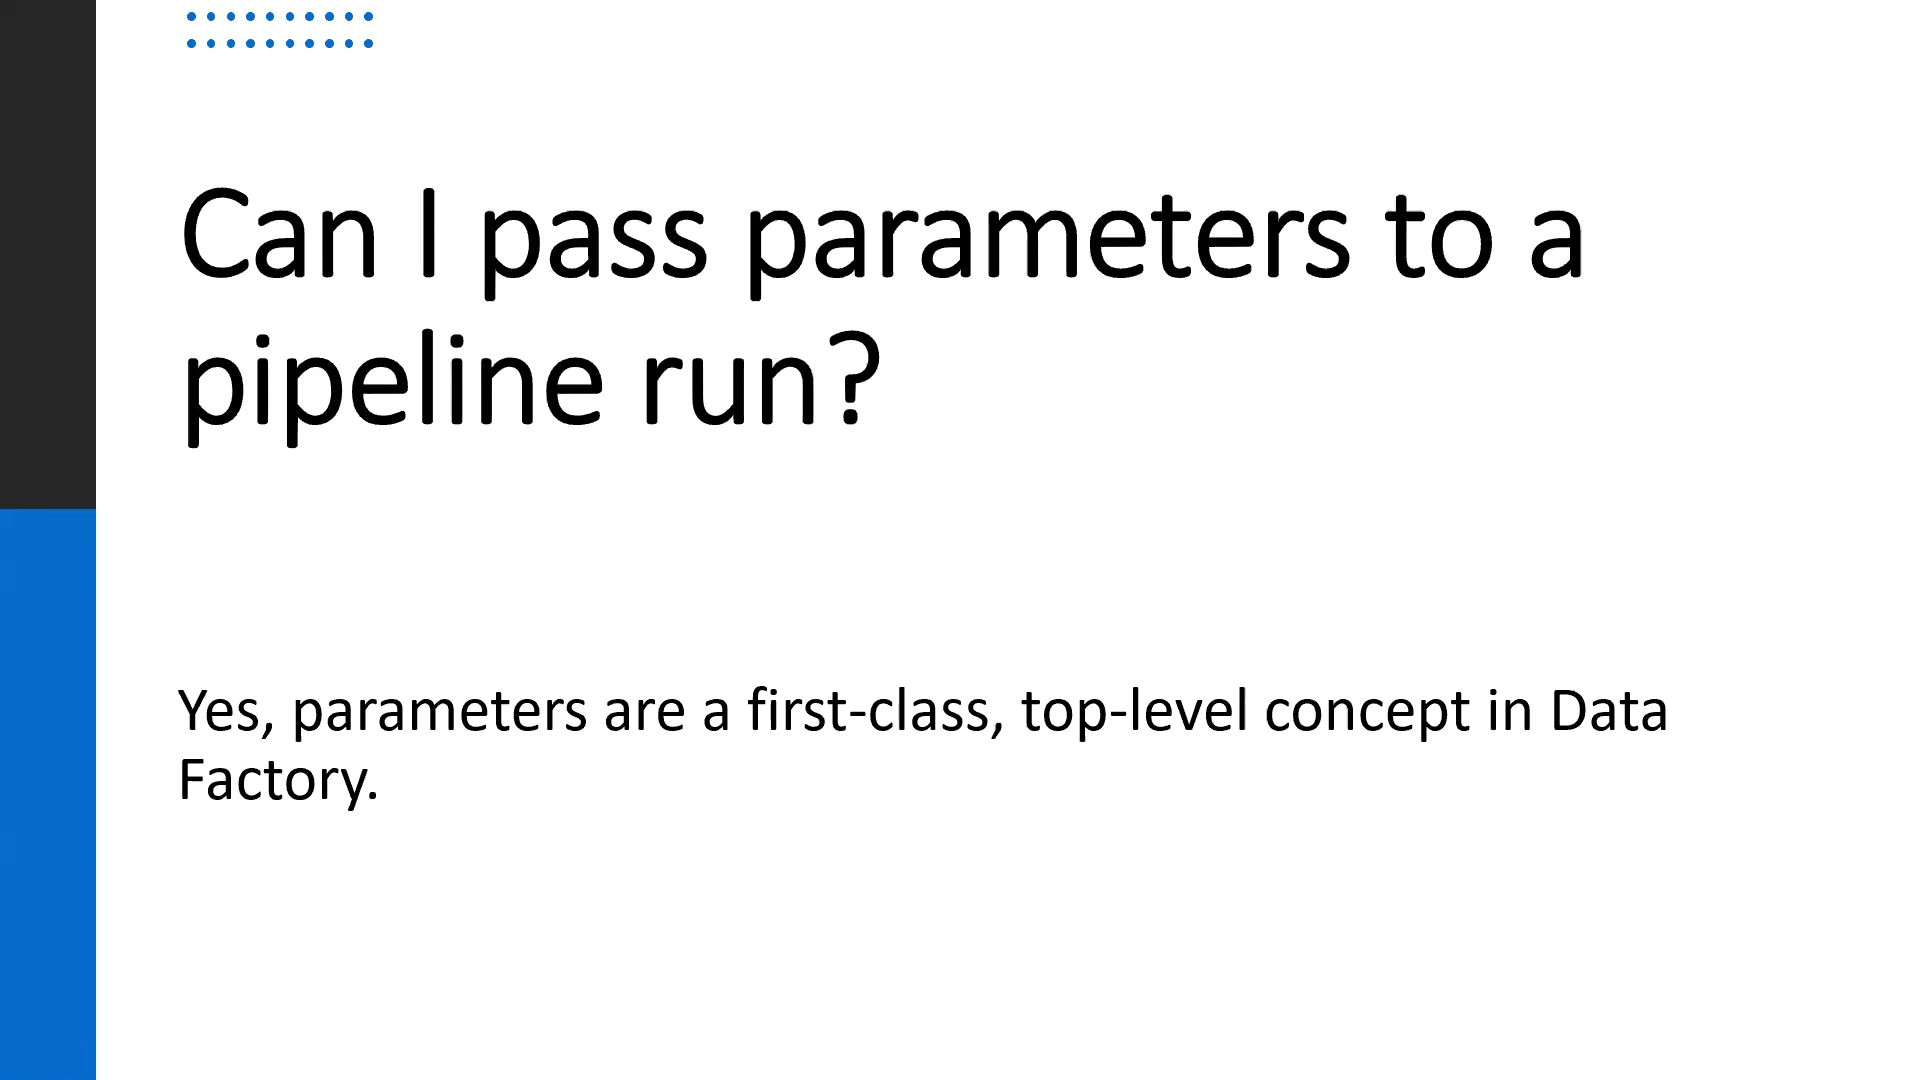 Can I pass parameters to a
pipeline run?
Yes, parameters are a first-class, top-level concept in Data
Factory.